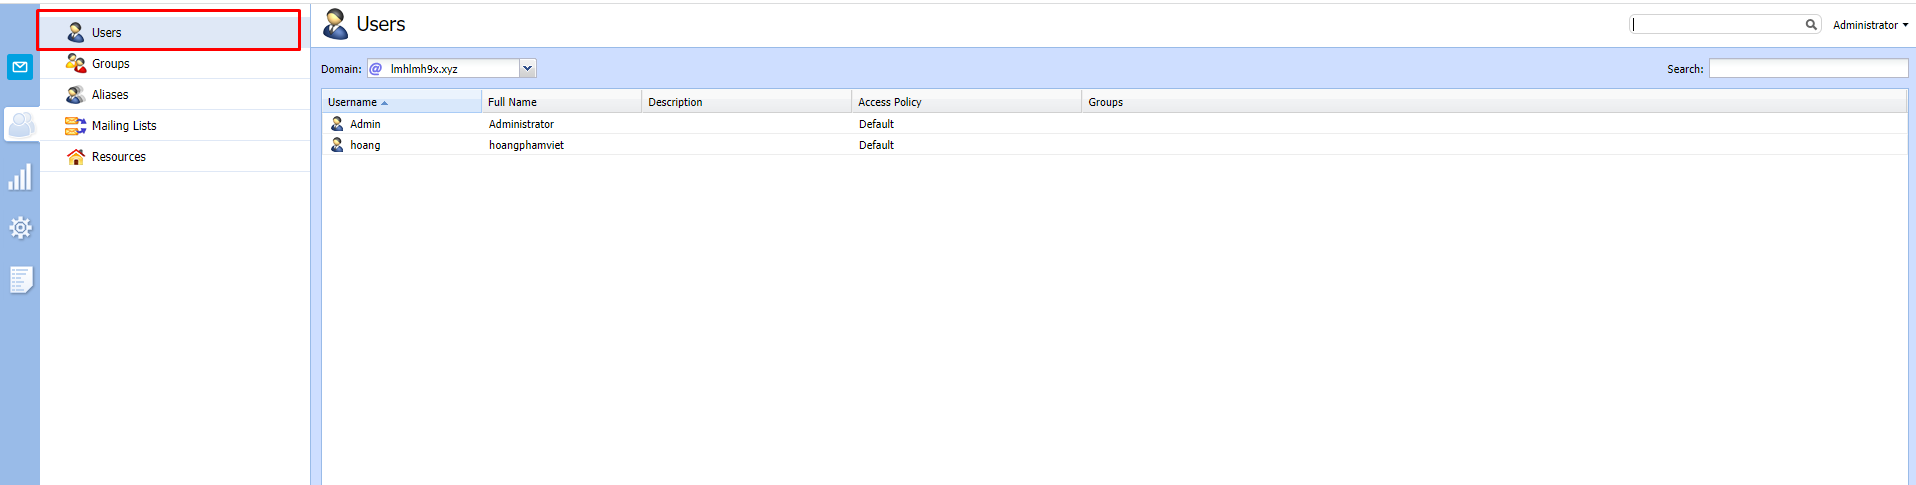 Users
Groups
Aliases
Mailing Lists
Resources
Users
Administrator
Domain: @ lmhlmh9x.xyz
Search:
Username Full Name Description Access Policy Groups
Admin Administrator Default
hoang hoangphamviet Default